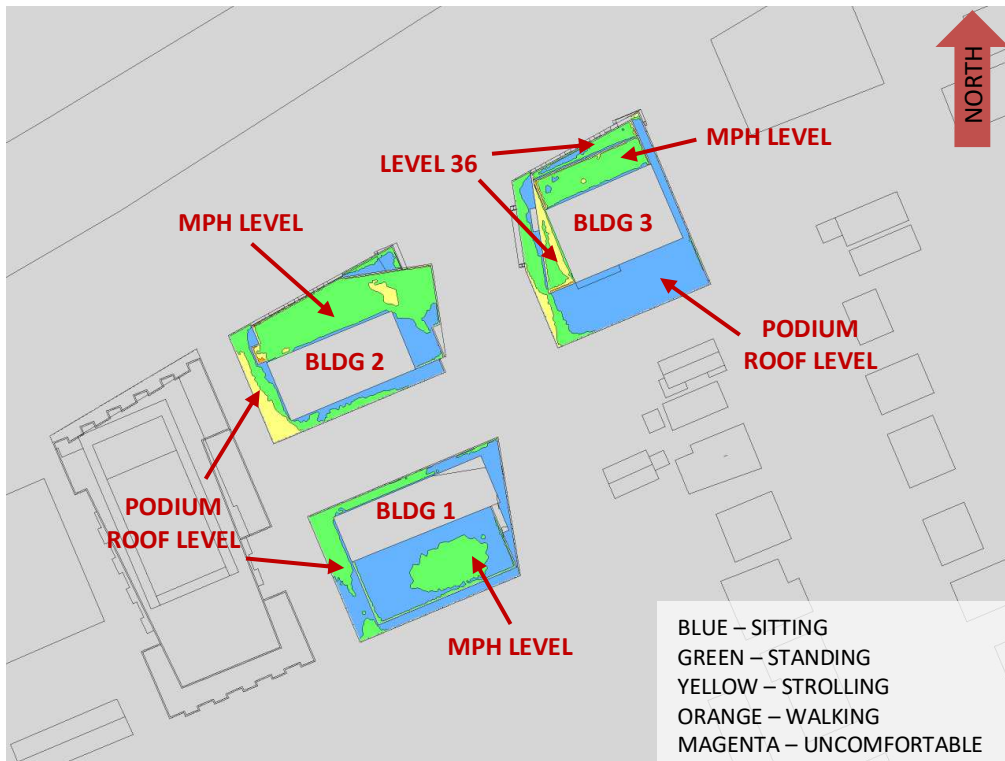 NORTH
LEVEL 36
MPH LEVEL
BLDG 3
MPH LEVEL
PODIUM
ROOF LEVEL
BLDG 2
PODIUM
ROOF LEVEL
BLDG 1
MPH LEVEL
BLUE – SITTING
GREEN – STANDING
YELLOW – STROLLING
ORANGE – WALKING
MAGENTA – UNCOMFORTABLE